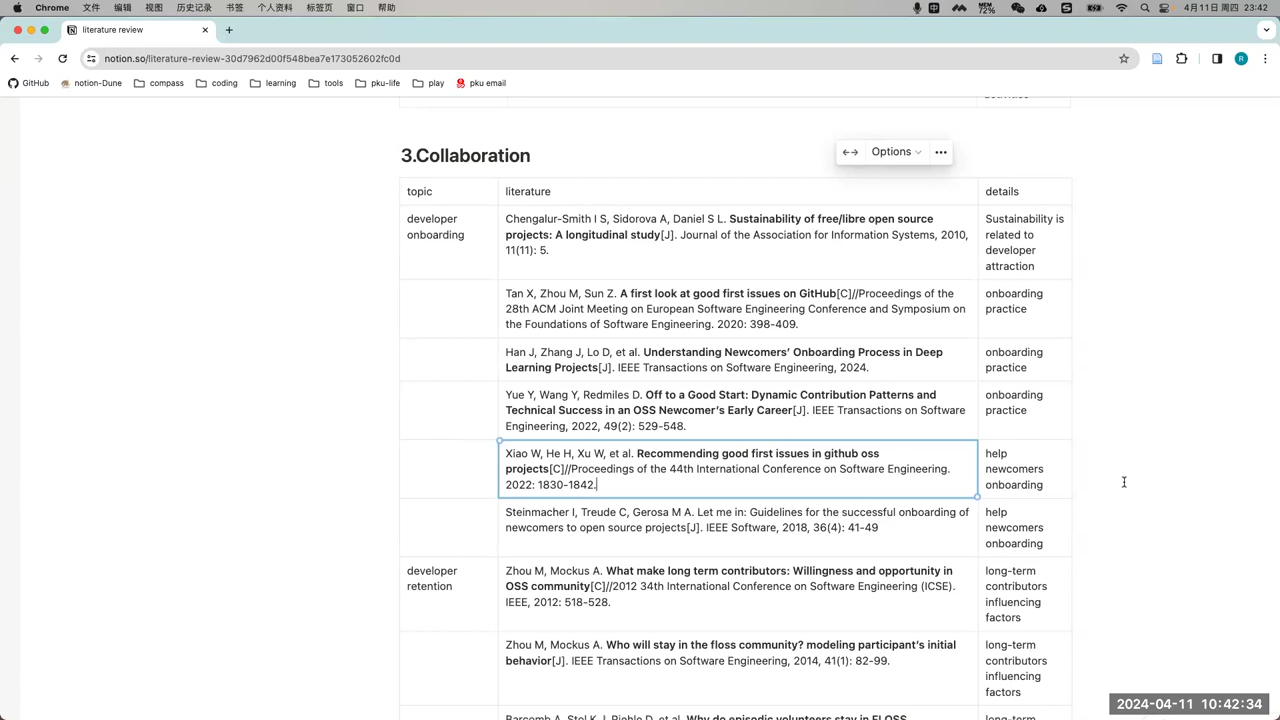 Chrome 文件 编辑 视图 历史记录 书签 个人资料 标签页 窗口 帮助 4月11日周四 23:42
literature review
notion.so/literature-review-30d7962d00f548bea7e173052602fc0d
GitHub notion-Dune compass coding learning tools pku-life play pku email
3.Collaboration
Options
topic literature details
developer onboarding
Chengalur-Smith I S, Sidorova A, Daniel S L. Sustainability of free/libre open source
projects: A longitudinal study[J]. Journal of the Association for Information Systems, 2010,
11(11): 5.
Sustainability is
related to
developer
attraction
Tan X, Zhou M, Sun Z. A first look at good first issues on GitHub[C]//Proceedings of the
28th ACM Joint Meeting on European Software Engineering Conference and Symposium on
the Foundations of Software Engineering. 2020: 398-409.
onboarding
practice
Han J, Zhang J, Lo D, et al. Understanding Newcomers’ Onboarding Process in Deep
Learning Projects[J]. IEEE Transactions on Software Engineering, 2024.
onboarding
practice
Yue Y, Wang Y, Redmiles D. Off to a Good Start: Dynamic Contribution Patterns and
Technical Success in an OSS Newcomer’s Early Career[J]. IEEE Transactions on Software
Engineering, 2022, 49(2): 529-548.
onboarding
practice
Xiao W, He H, Xu W, et al. Recommending good first issues in github oss
projects[C]//Proceedings of the 44th International Conference on Software Engineering.
2022: 1830-1842.
help
newcomers
onboarding
Steinmacher I, Treude C, Gerosa M A. Let me in: Guidelines for the successful onboarding of
newcomers to open source projects[J]. IEEE Software, 2018, 36(4): 41-49
help
newcomers
onboarding
developer
retention
Zhou M, Mockus A. What make long term contributors: Willingness and opportunity in
OSS community[C]//2012 34th International Conference on Software Engineering (ICSE).
IEEE, 2012: 518-528.
long-term
contributors
influencing
factors
Zhou M, Mockus A. Who will stay in the floss community? modeling participant’s initial
behavior[J]. IEEE Transactions on Software Engineering, 2014, 41(1): 82-99.
long-term
contributors
influencing
factors
Barcomb A, Stol K J, Riehle D, et al. Why do episodic volunteers stay in FLOSS
long-term
2024-04-11 10:42:34